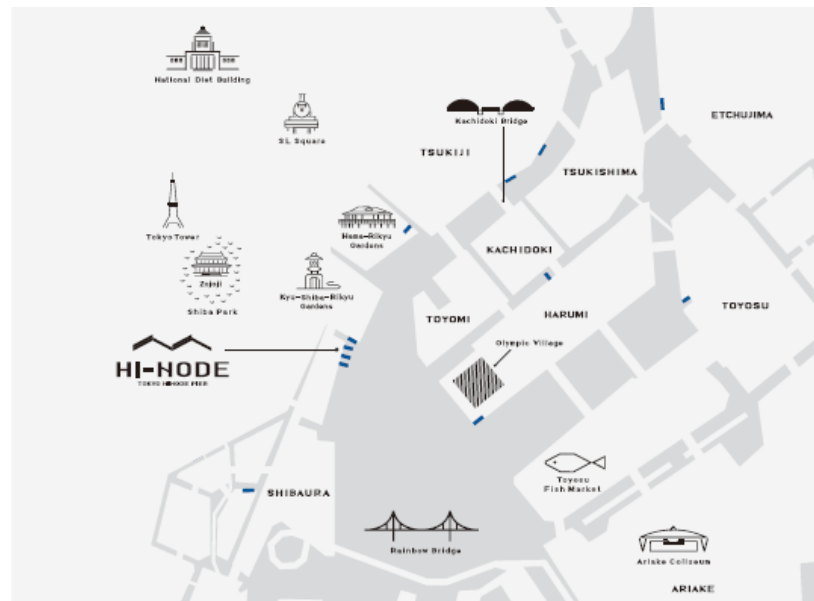 National Diet Building
SL Square
Kachidoki Bridge
ETCHUJIMA
TSUKIJI
TSUKISHIMA
Tokyo Tower
Hama-Rikyu
Gardens
KACHIDOKI
Zojoji
Shiba Park
Kyu-Shiba-Rikyu
Gardens
TOYOMI
HARUMI
TOYOSU
Olympic Village
HI-NODE
TOKYO HINODE PIER
Toyosu
Fish Market
SHIBAURA
Rainbow Bridge
Ariake Coliseum
ARIAKE